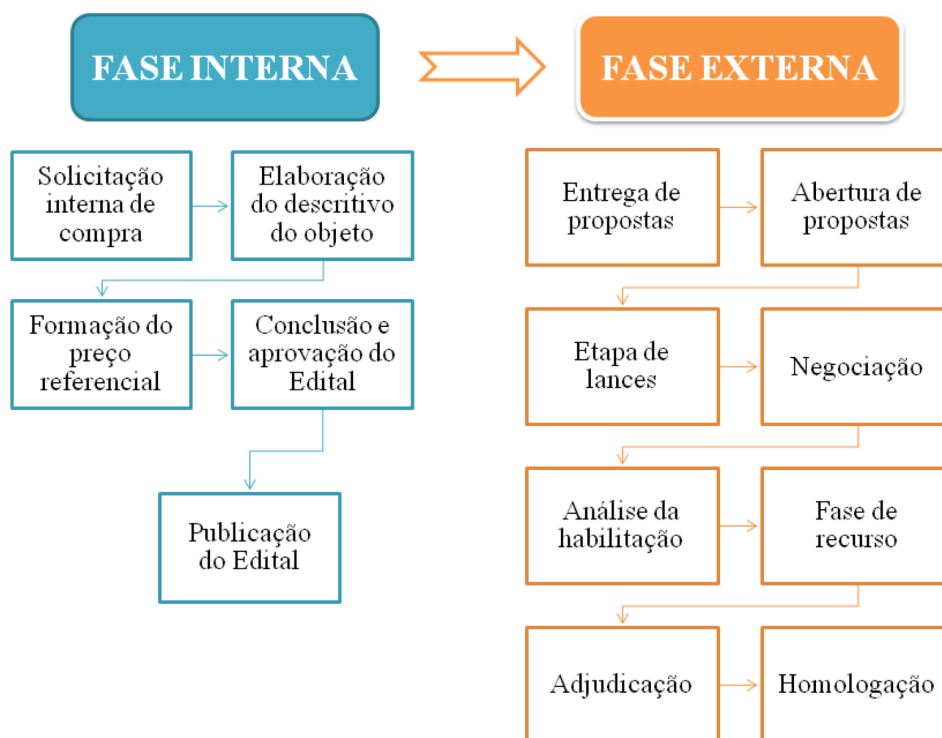 FASE INTERNA
FASE EXTERNA
Solicitação
interna de
compra
Elaboração
do descritivo
do objeto
Formação do
preço
referencial
Conclusão e
aprovação do
Edital
Publicação
do Edital
Entrega de
propostas
Abertura de
propostas
Etapa de
lances
Negociação
Análise da
habilitação
Fase de
recurso
Adjudicação
Homologação